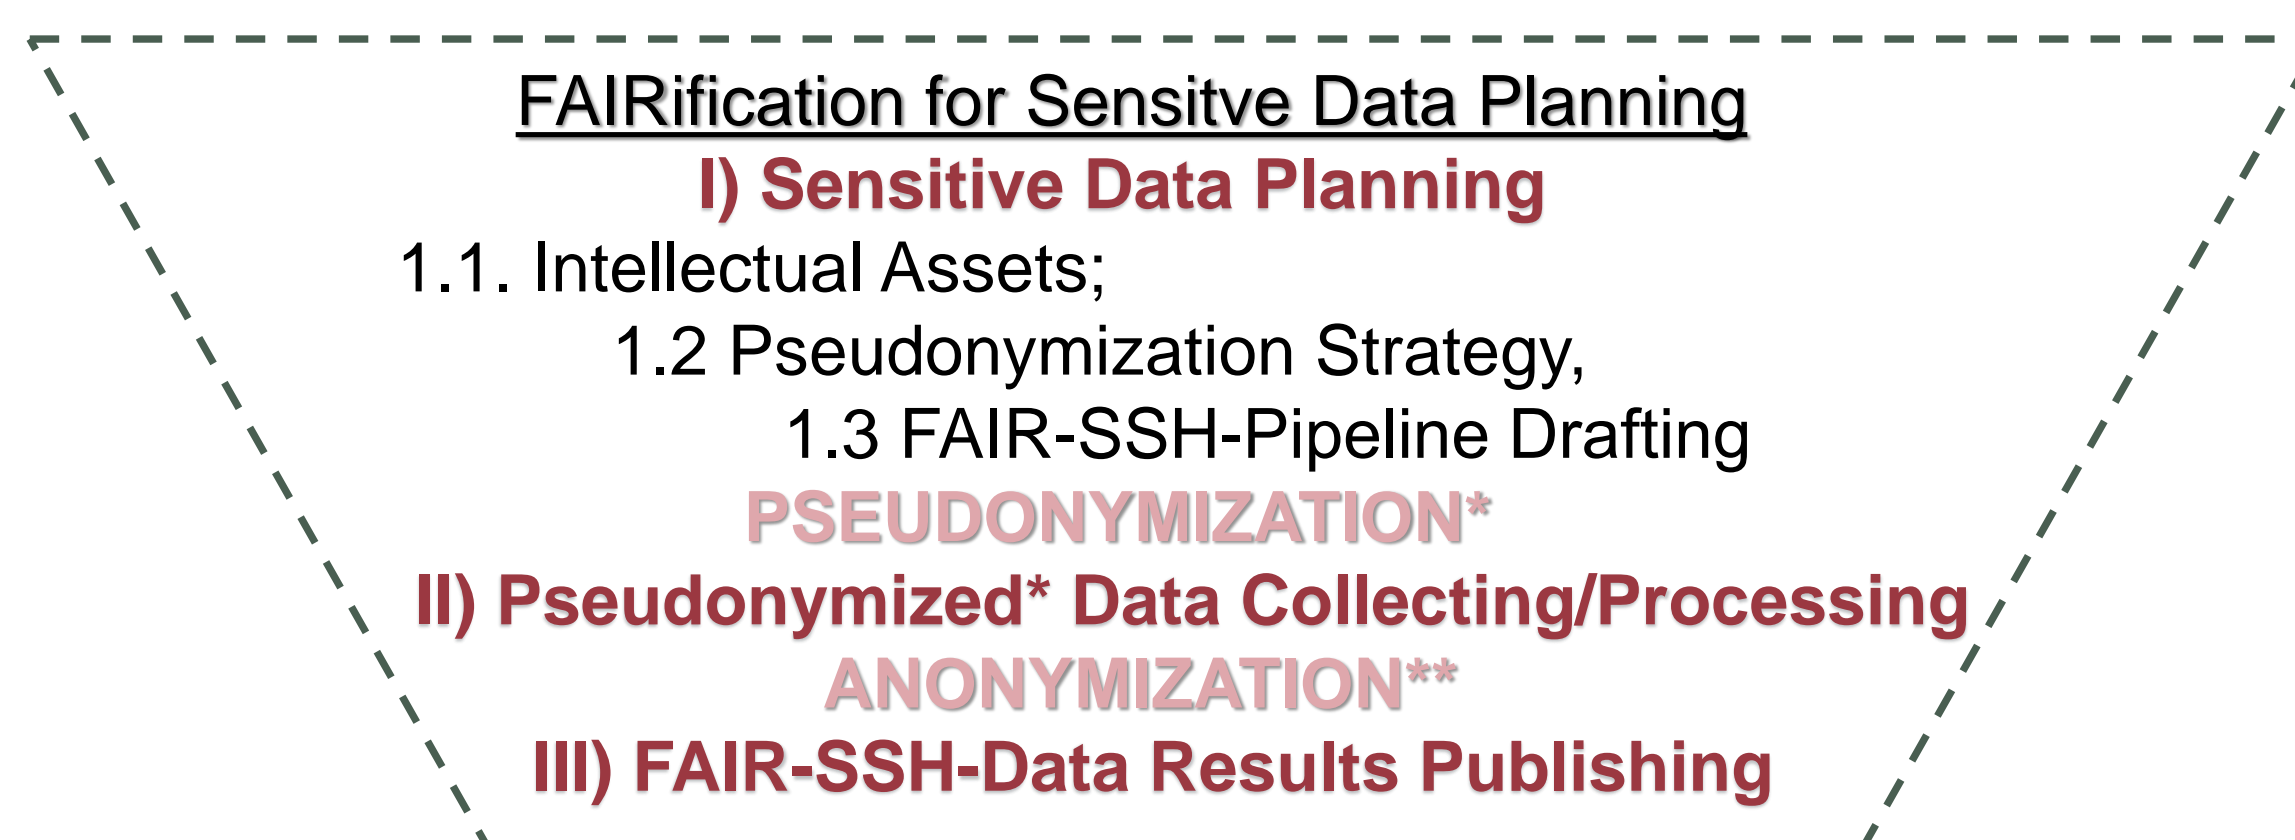 FAIRification for Sensitve Data Planning
I) Sensitive Data Planning
1.1. Intellectual Assets;
1.2 Pseudonymization Strategy,
1.3 FAIR-SSH-Pipeline Drafting
PSEUDONYMIZATION*
II) Pseudonymized* Data Collecting/Processing
ANONYMIZATION**
III) FAIR-SSH-Data Results Publishing